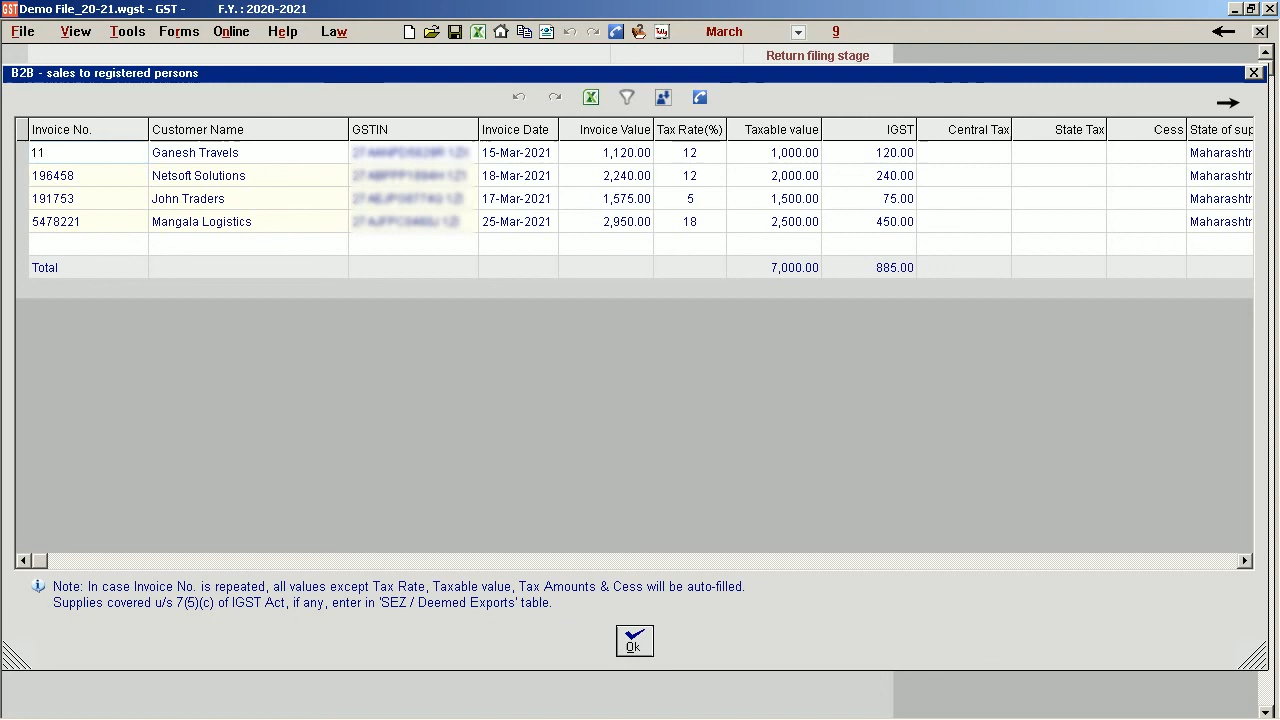 GST Demo File_20-21.wgst - GST - F.Y. : 2020-2021
File View Tools Forms Online Help Law Tally March 9
Return filing stage
B2B - sales to registered persons
Invoice No. Customer Name GSTIN Invoice Date Invoice Value Tax Rate(%) Taxable value IGST Central Tax State Tax Cess State of sup
11 Ganesh Travels 15-Mar-2021 1,120.00 12 1,000.00 120.00 Maharashtr
196458 Netsoft Solutions 18-Mar-2021 2,240.00 12 2,000.00 240.00 Maharashtr
191753 John Traders 17-Mar-2021 1,575.00 5 1,500.00 75.00 Maharashtr
5478221 Mangala Logistics 25-Mar-2021 2,950.00 18 2,500.00 450.00 Maharashtr
Total 7,000.00 885.00
Note: In case Invoice No. is repeated, all values except Tax Rate, Taxable value, Tax Amounts & Cess will be auto-filled.
Supplies covered u/s 7(5)(c) of IGST Act, if any, enter in 'SEZ / Deemed Exports' table.
Ok